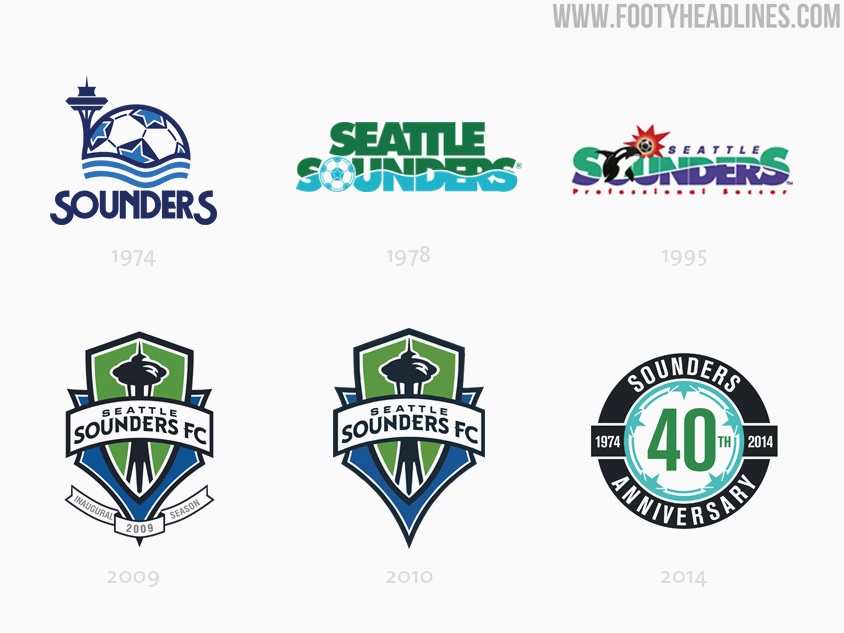 WWW.FOOTYHEADLINES.COM
SOUNDERS
1974
SEATTLE
SOUNDERS®
1978
SEATTLE
SOUNDERS™
Professional Soccer
1995
SEATTLE
SOUNDERS FC
INAUGURAL 2009 SEASON
2009
SEATTLE
SOUNDERS FC
2010
SOUNDERS
1974 40TH 2014
ANNIVERSARY
2014